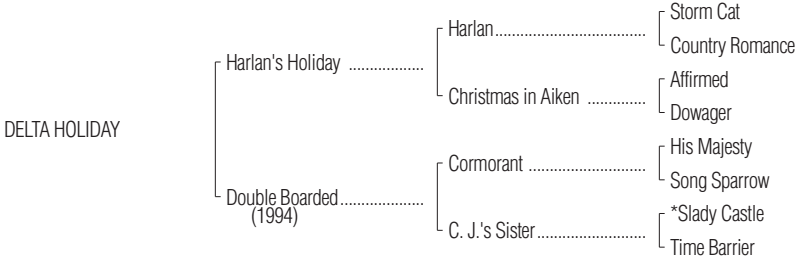 Storm Cat
Harlan....................................
Country Romance
Harlan's Holiday ..................
Affirmed
Christmas in Aiken ..............
Dowager
DELTA HOLIDAY
His Majesty
Cormorant ............................
Song Sparrow
Double Boarded....................
(1994)
*Slady Castle
C. J.'s Sister..........................
Time Barrier